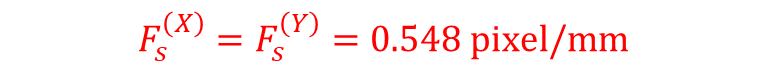 F_s^(X) = F_s^(Y) = 0.548 pixel/mm